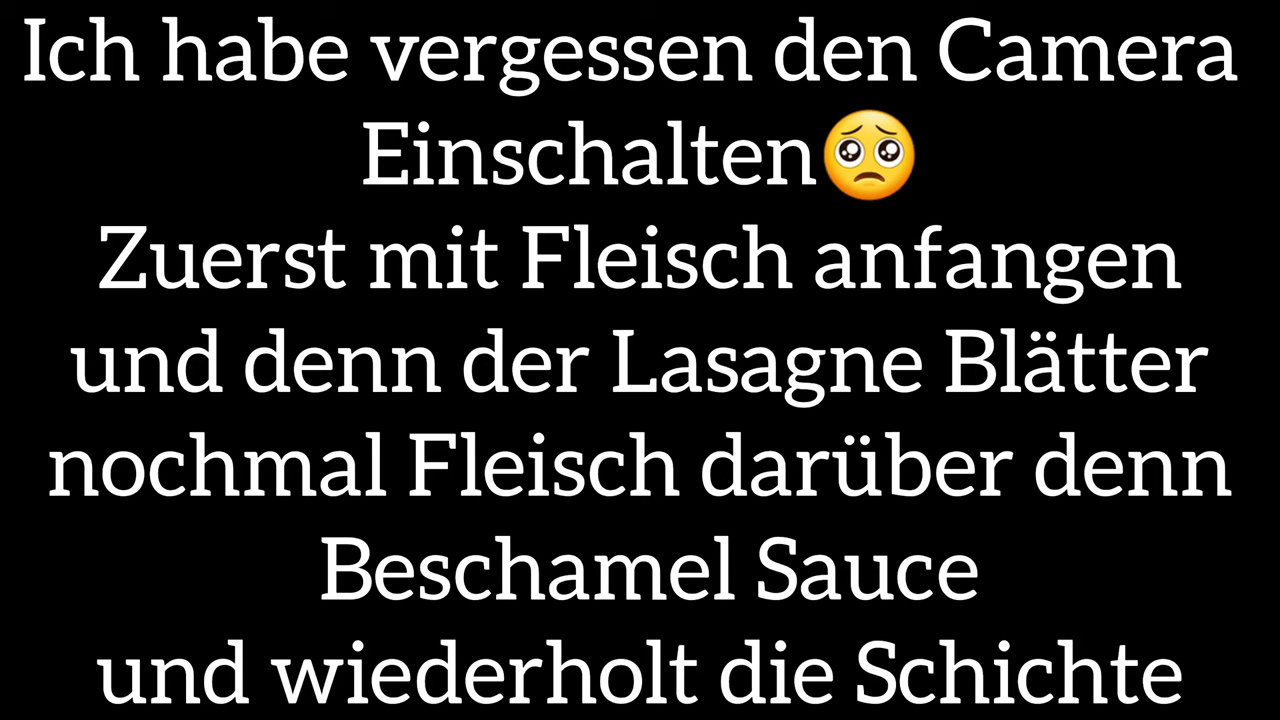 Ich habe vergessen den Camera
Einschalten🥺
Zuerst mit Fleisch anfangen
und denn der Lasagne Blätter
nochmal Fleisch darüber denn
Beschamel Sauce
und wiederholt die Schichte